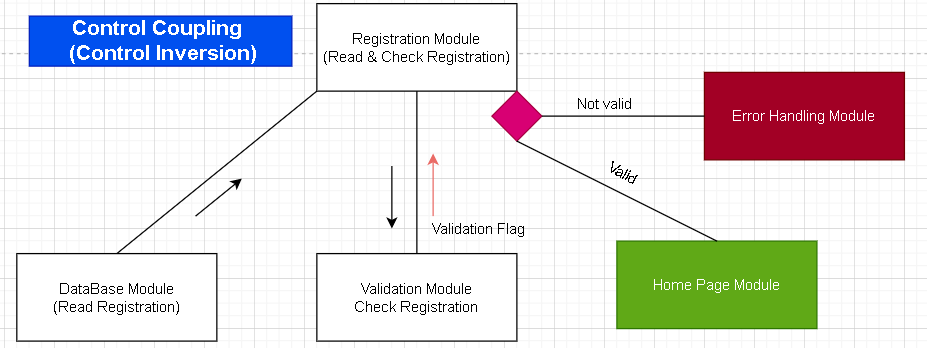 Control Coupling
(Control Inversion)
Registration Module
(Read & Check Registration)
Not valid
Error Handling Module
Valid
Validation Flag
DataBase Module
(Read Registration)
Validation Module
Check Registration
Home Page Module